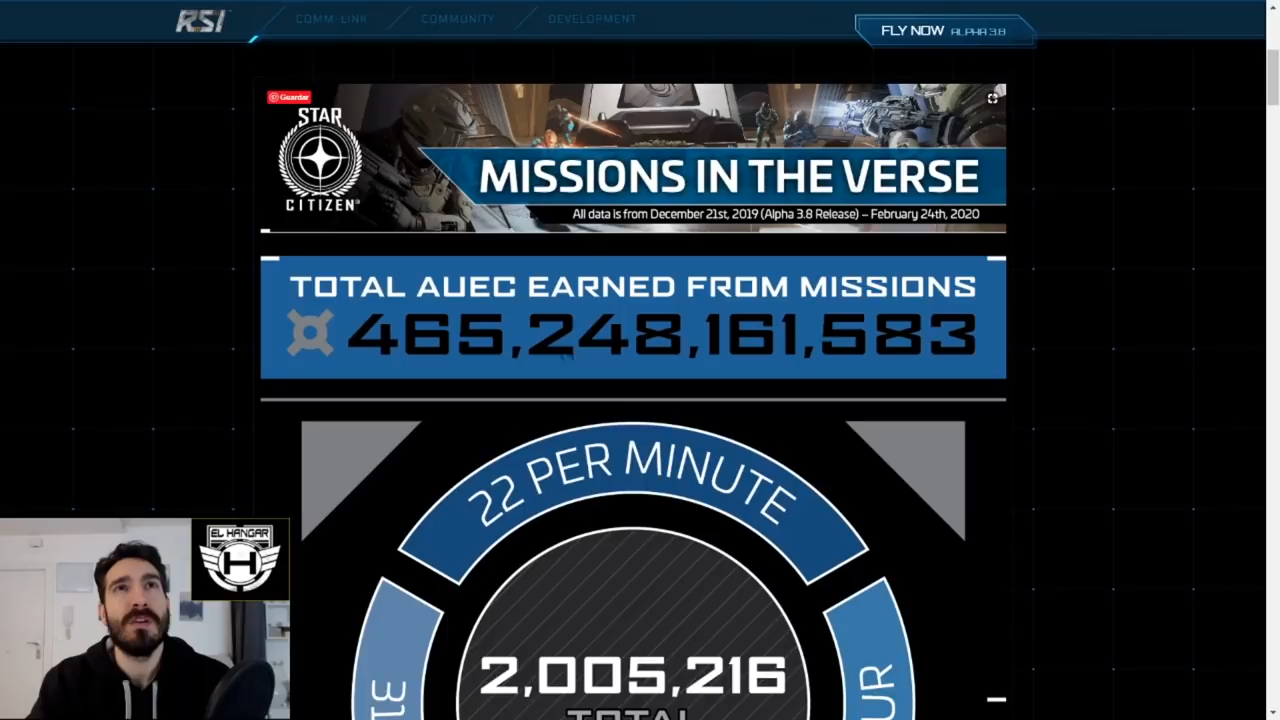 RSI
COMM-LINK
COMMUNITY
DEVELOPMENT
FLY NOW ALPHA 3.8
Guardar
STAR
CITIZEN®
MISSIONS IN THE VERSE
All data is from December 21st, 2019 (Alpha 3.8 Release) – February 24th, 2020
TOTAL AUEC EARNED FROM MISSIONS
465,248,161,583
22 PER MINUTE
2,005,216
TOTAL
EL HANGAR
H